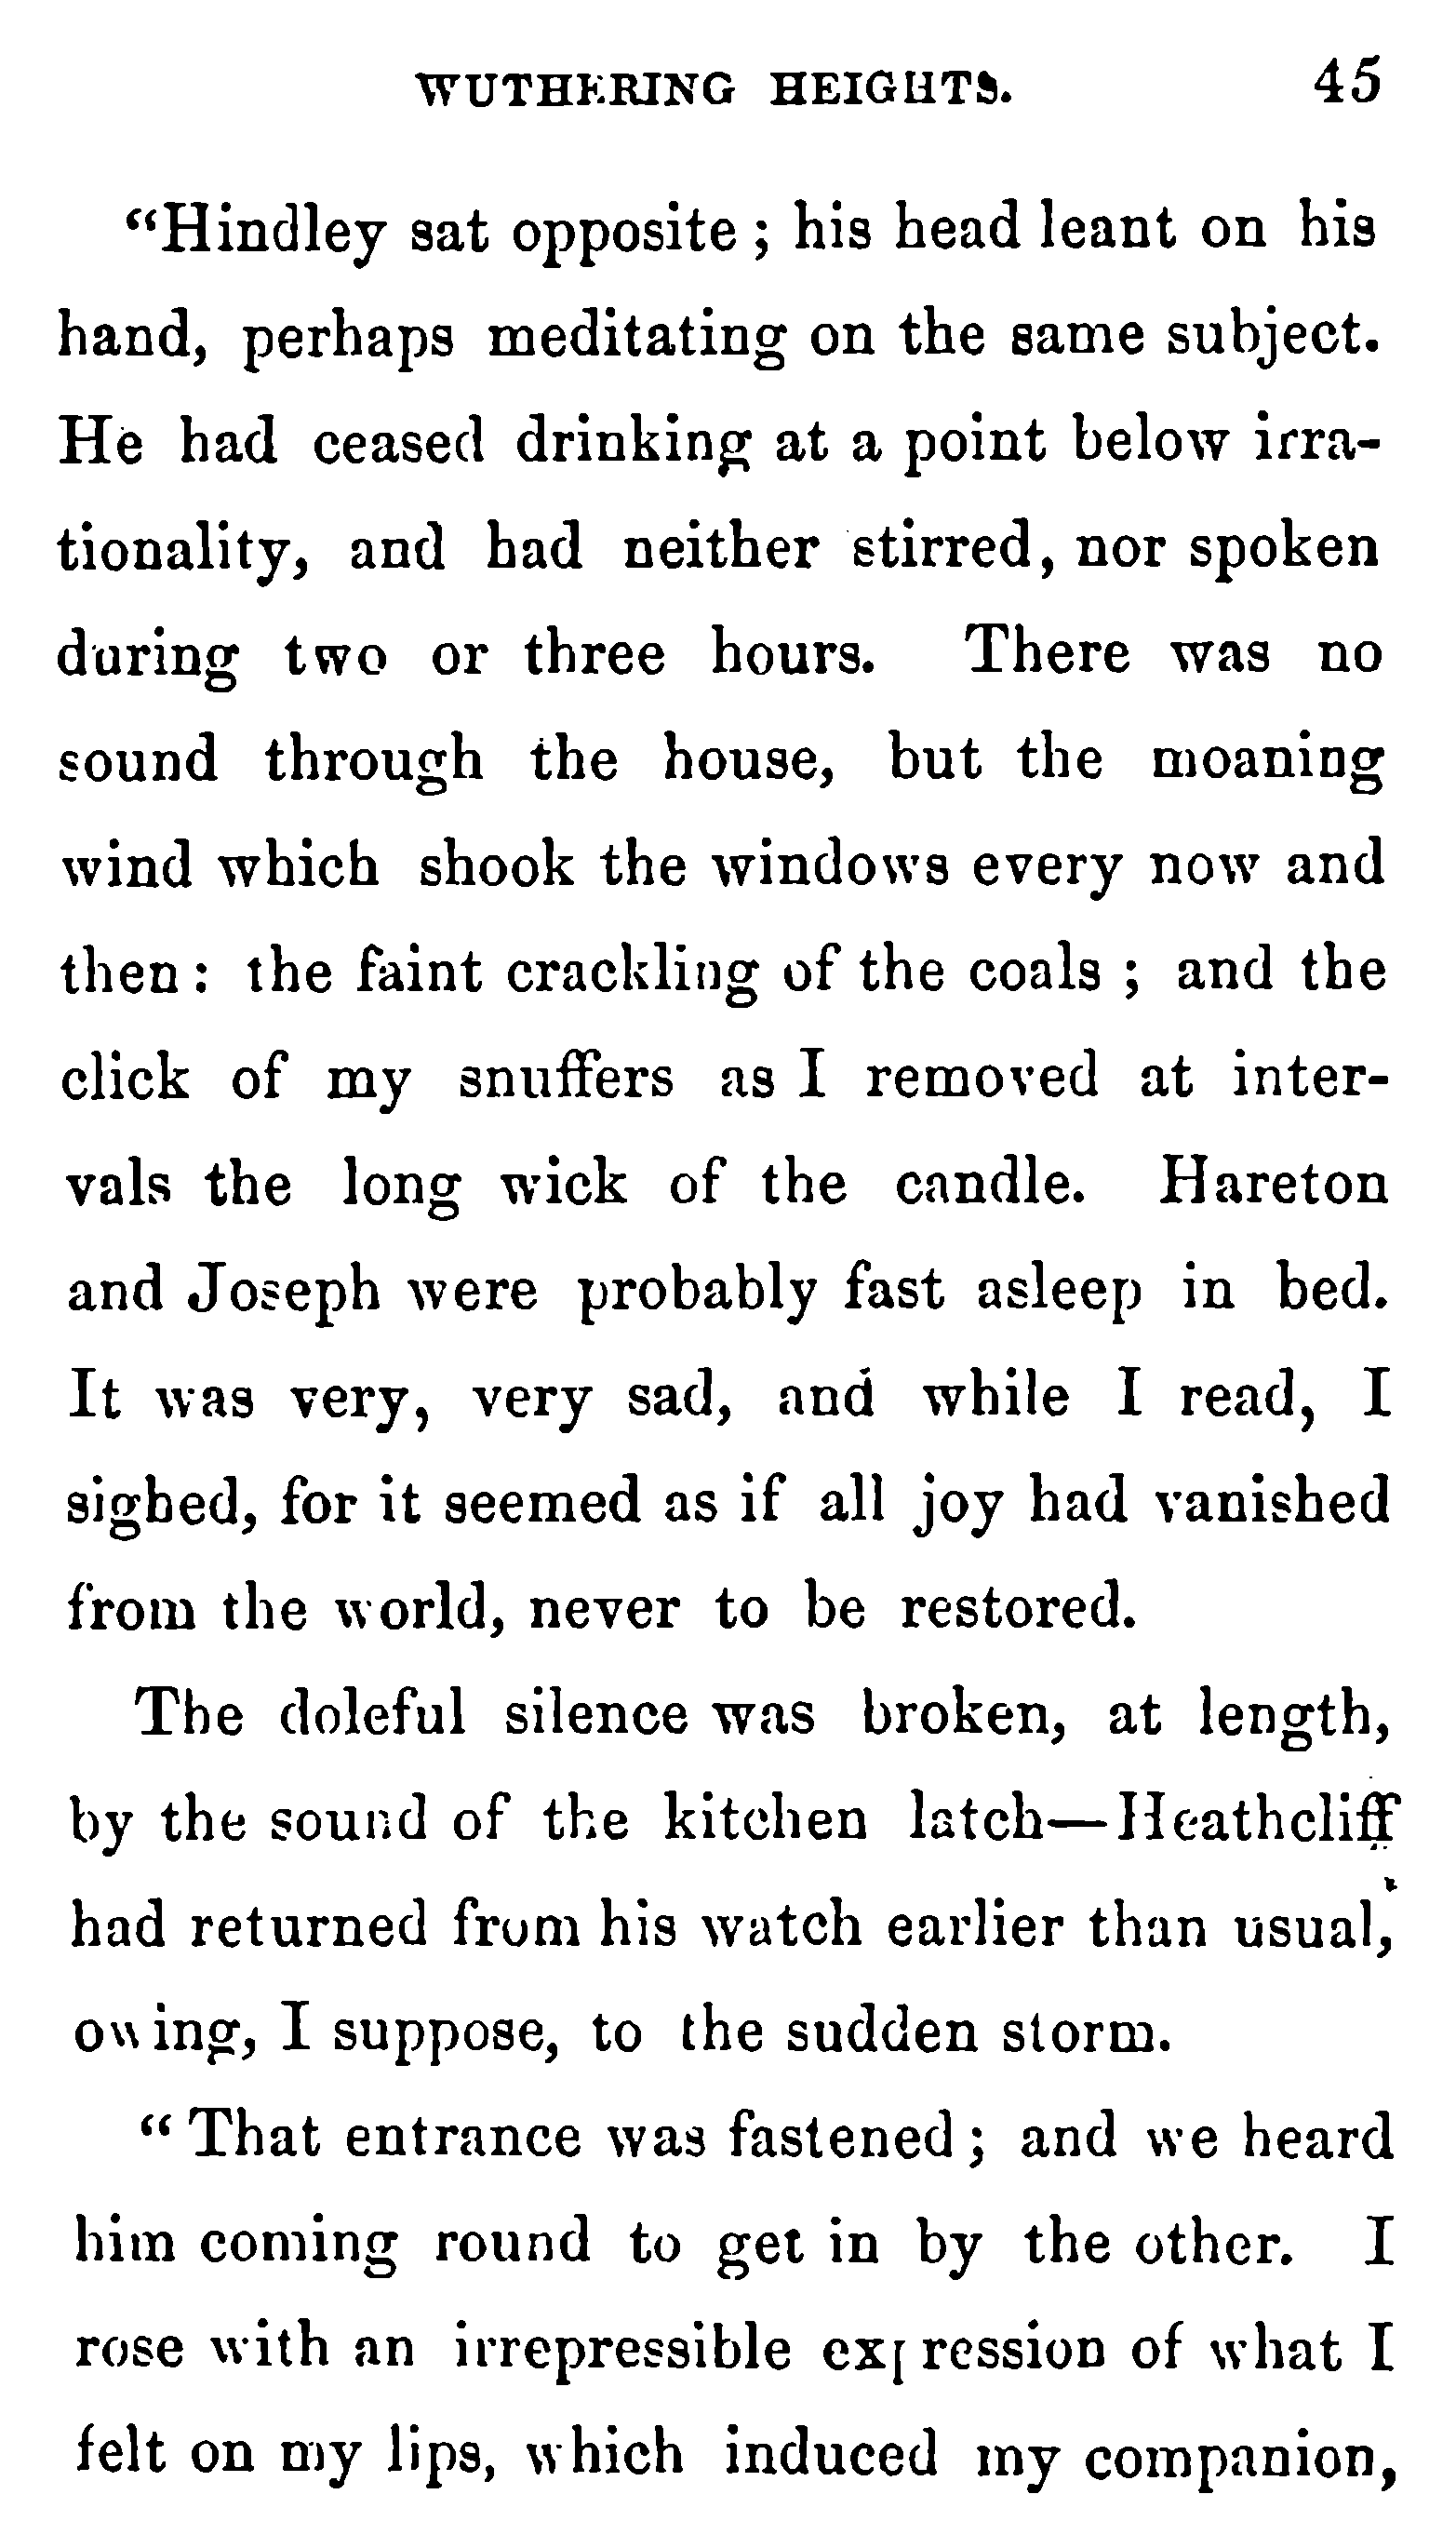 WUTHERING HEIGHTS. 45
"Hindley sat opposite ; his head leant on his
hand, perhaps meditating on the same subject.
He had ceased drinking at a point below irra-
tionality, and had neither stirred, nor spoken
during two or three hours. There was no
sound through the house, but the moaning
wind which shook the windows every now and
then : the faint crackling of the coals ; and the
click of my snuffers as I removed at inter-
vals the long wick of the candle. Hareton
and Joseph were probably fast asleep in bed.
It was very, very sad, and while I read, I
sighed, for it seemed as if all joy had vanished
from the world, never to be restored.
The doleful silence was broken, at length,
by the sound of the kitchen latch—Heathcliff
had returned from his watch earlier than usual,
owing, I suppose, to the sudden storm.
" That entrance was fastened ; and we heard
him coming round to get in by the other. I
rose with an irrepressible expression of what I
felt on my lips, which induced my companion,